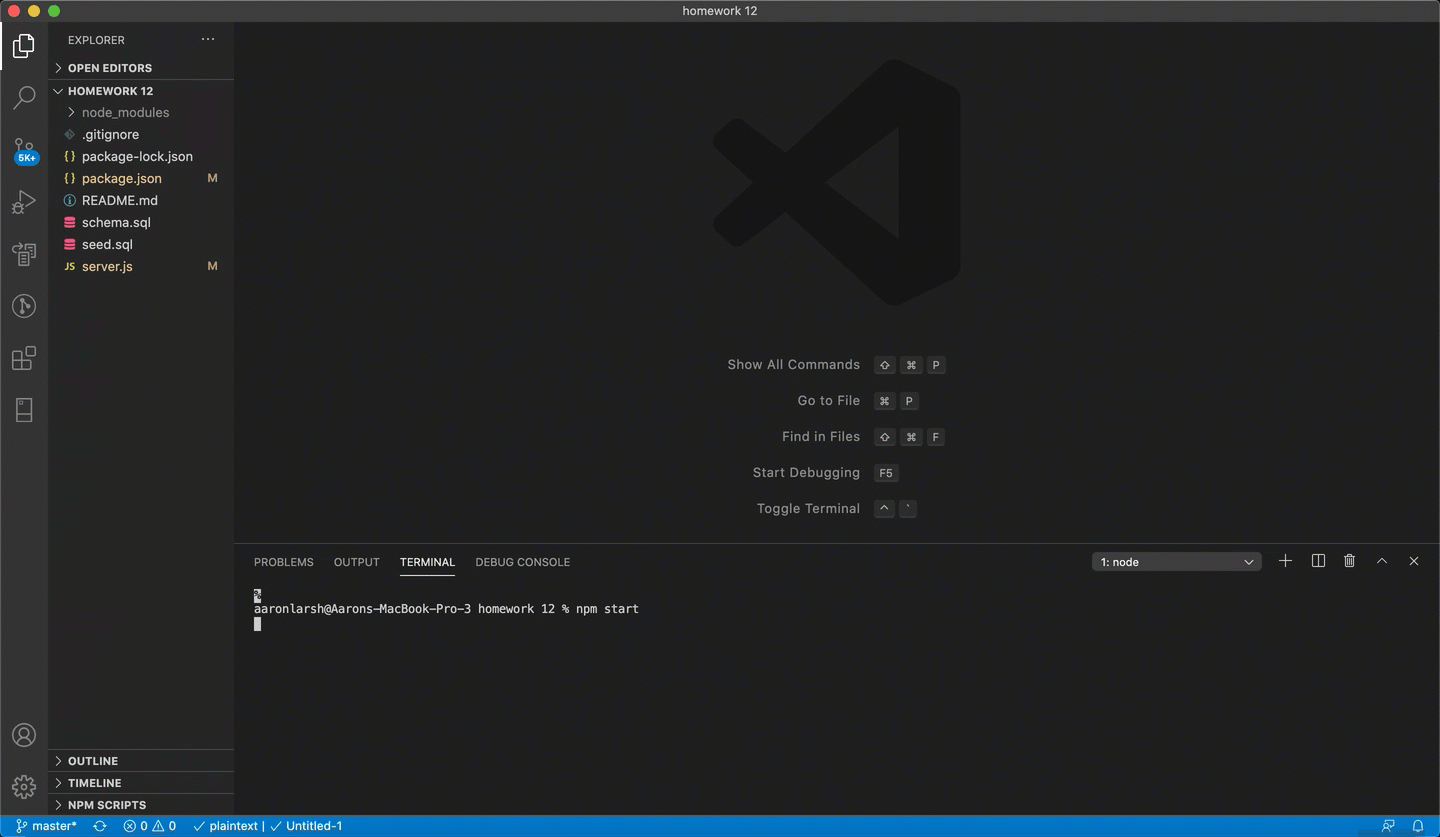 homework 12
EXPLORER ···
OPEN EDITORS
HOMEWORK 12
node_modules
.gitignore
5K+
{} package-lock.json
{} package.json M
README.md
schema.sql
seed.sql
JS server.js M
Show All Commands ⇧ ⌘ P
Go to File ⌘ P
Find in Files ⇧ ⌘ F
Start Debugging F5
Toggle Terminal ^ `
PROBLEMS OUTPUT TERMINAL DEBUG CONSOLE 1: node
%
aaronlarsh@Aarons-MacBook-Pro-3 homework 12 % npm start
OUTLINE
TIMELINE
NPM SCRIPTS
master* 0 0 ✓ plaintext | ✓ Untitled-1